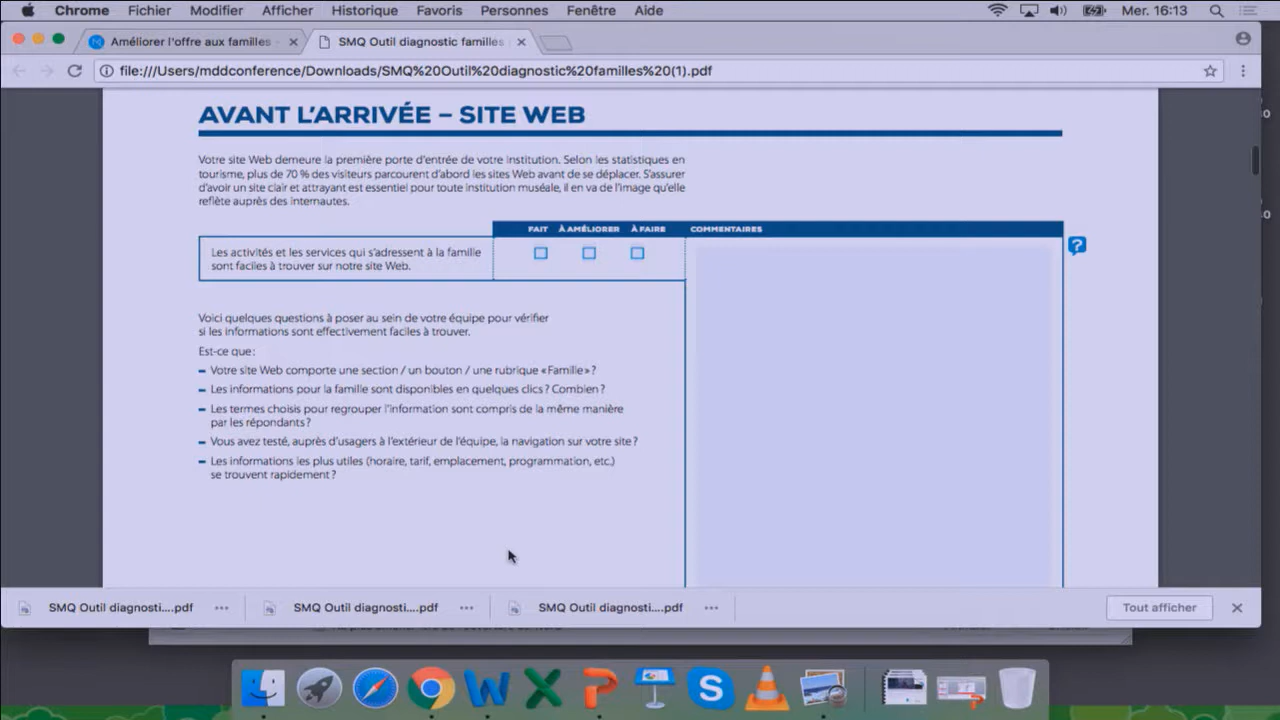 Chrome Fichier Modifier Afficher Historique Favoris Personnes Fenêtre Aide Mer. 16:13
Améliorer l'offre aux familles
SMQ Outil diagnostic familles
file:///Users/mddconference/Downloads/SMQ%20Outil%20diagnostic%20familles%20(1).pdf
AVANT L'ARRIVÉE – SITE WEB
Votre site Web demeure la première porte d'entrée de votre institution. Selon les statistiques en
tourisme, plus de 70 % des visiteurs parcourent d'abord les sites Web avant de se déplacer. S'assurer
d'avoir un site clair et attrayant est essentiel pour toute institution muséale, il en va de l'image qu'elle
reflète auprès des internautes.
FAIT À AMÉLIORER À FAIRE COMMENTAIRES
Les activités et les services qui s'adressent à la famille
sont faciles à trouver sur notre site Web.
?
Voici quelques questions à poser au sein de votre équipe pour vérifier
si les informations sont effectivement faciles à trouver.
Est-ce que :
– Votre site Web comporte une section / un bouton / une rubrique « Famille » ?
– Les informations pour la famille sont disponibles en quelques clics ? Combien ?
– Les termes choisis pour regrouper l'information sont compris de la même manière
par les répondants ?
– Vous avez testé, auprès d'usagers à l'extérieur de l'équipe, la navigation sur votre site ?
– Les informations les plus utiles (horaire, tarif, emplacement, programmation, etc.)
se trouvent rapidement ?
SMQ Outil diagnosti....pdf
SMQ Outil diagnosti....pdf
SMQ Outil diagnosti....pdf
Tout afficher